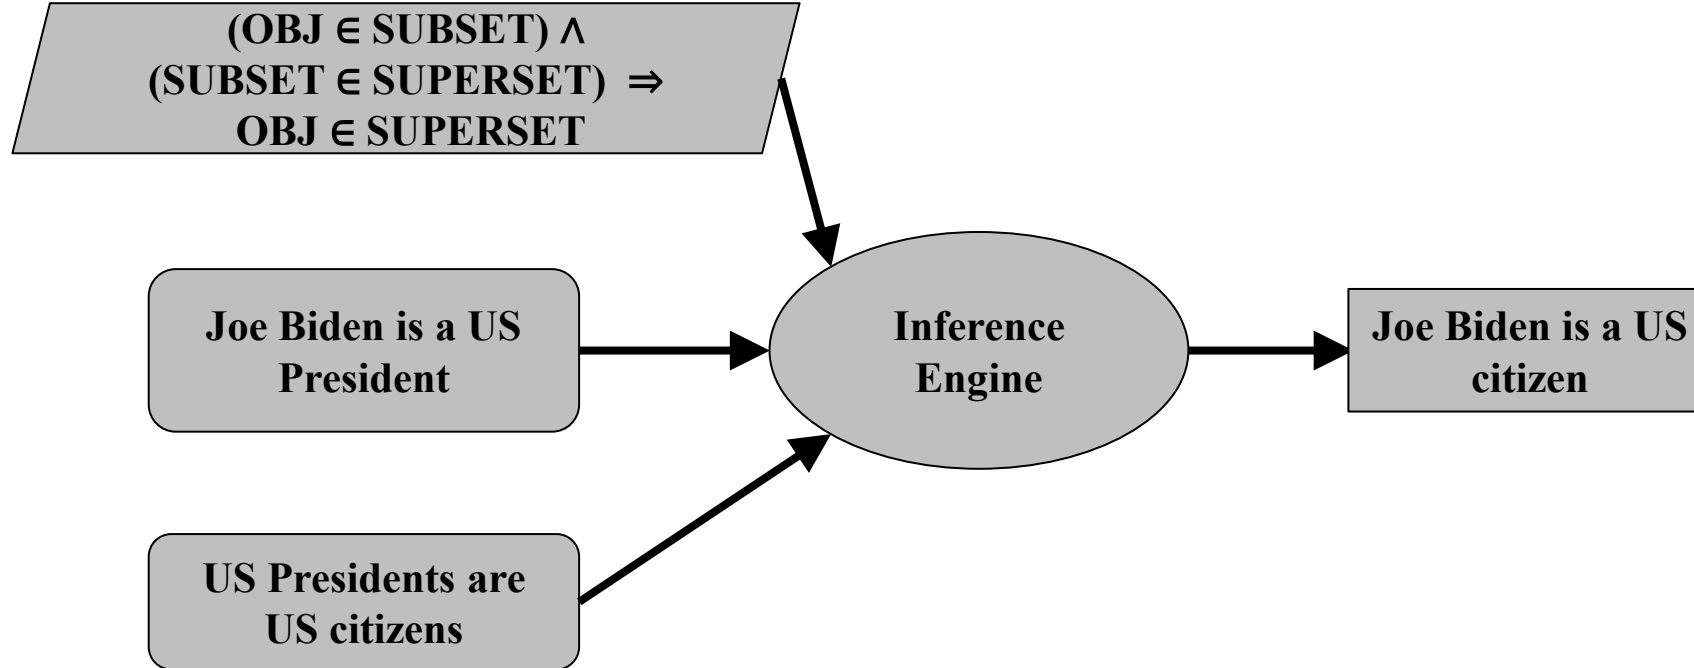 (OBJ ∈ SUBSET) ∧
(SUBSET ∈ SUPERSET) ⇒
OBJ ∈ SUPERSET
Joe Biden is a US
President
Inference
Engine
Joe Biden is a US
citizen
US Presidents are
US citizens